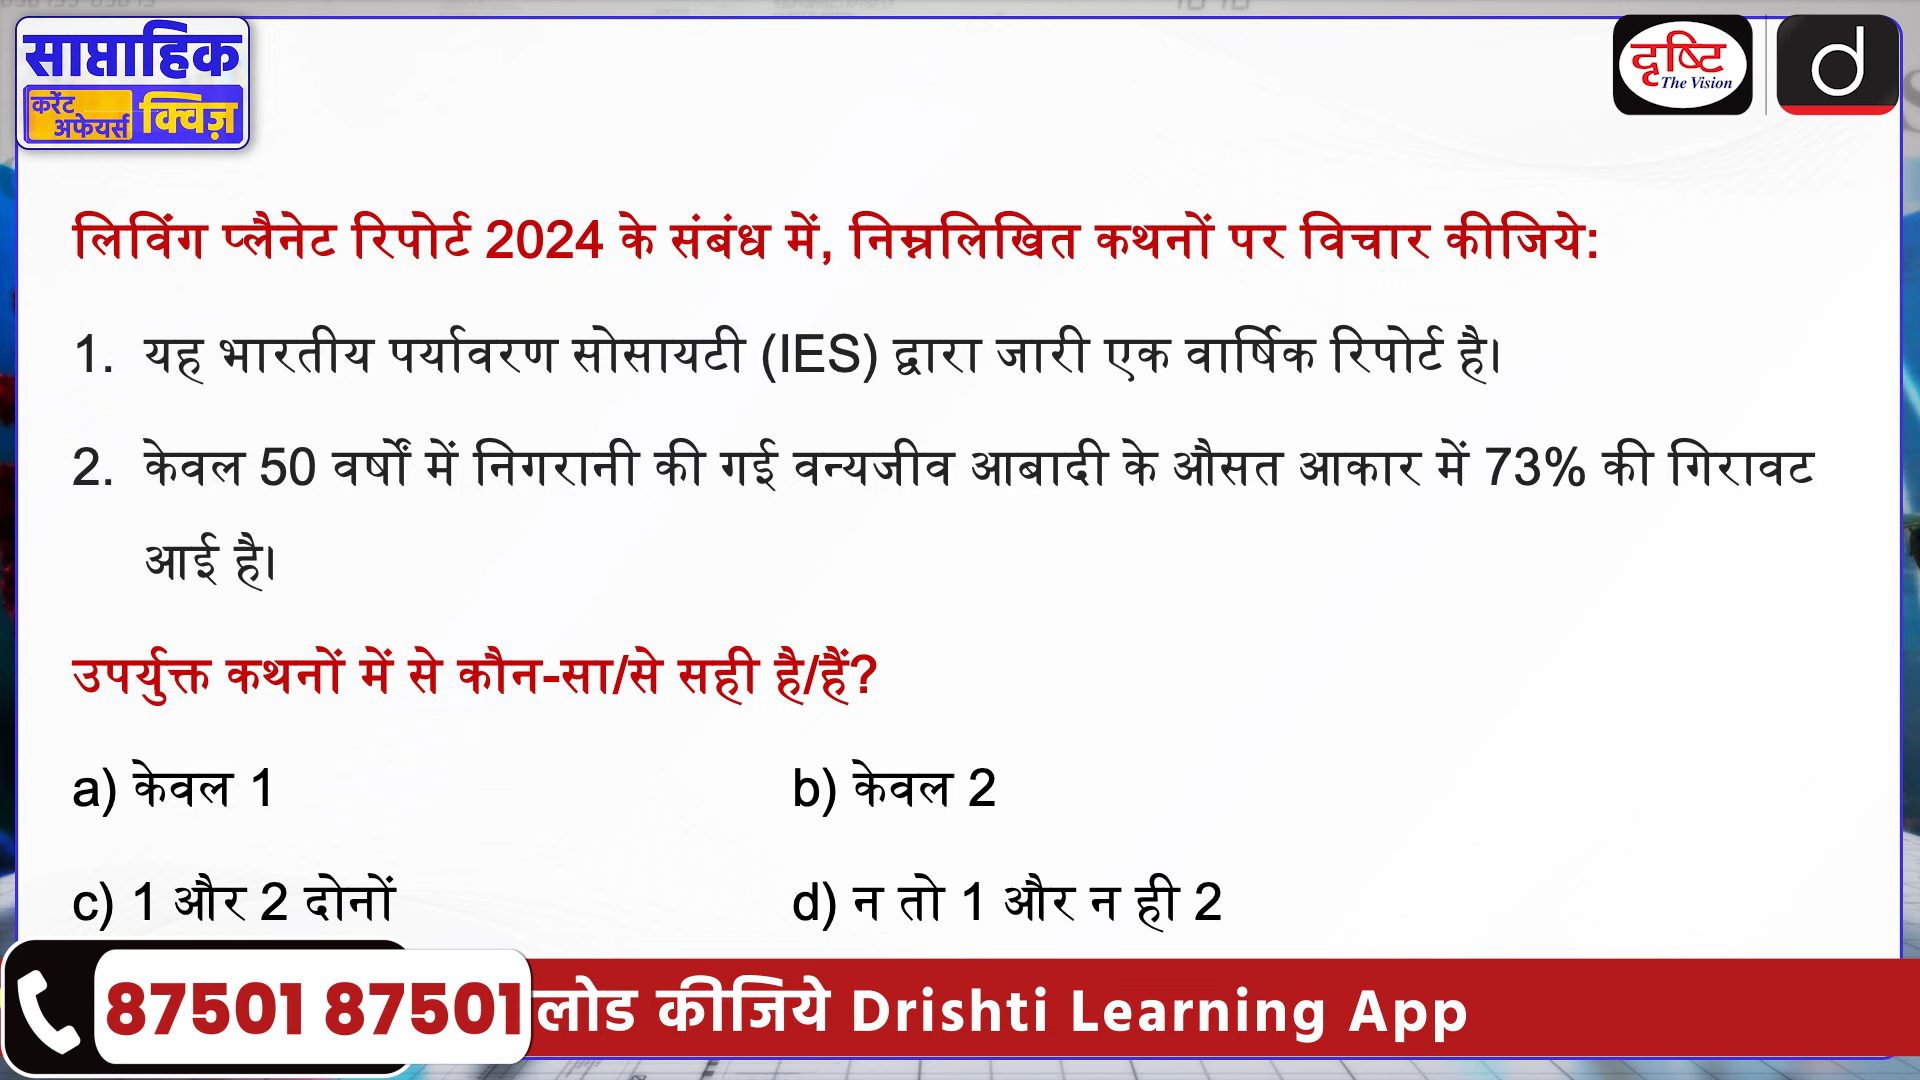 साप्ताहिक
करेंट
अफेयर्स
क्विज़
दृष्टि
The Vision
d
लिविंग प्लैनेट रिपोर्ट 2024 के संबंध में, निम्नलिखित कथनों पर विचार कीजिये:
1. यह भारतीय पर्यावरण सोसायटी (IES) द्वारा जारी एक वार्षिक रिपोर्ट है।
2. केवल 50 वर्षों में निगरानी की गई वन्यजीव आबादी के औसत आकार में 73% की गिरावट
आई है।
उपर्युक्त कथनों में से कौन-सा/से सही है/हैं?
a) केवल 1 b) केवल 2
c) 1 और 2 दोनों d) न तो 1 और न ही 2
87501 87501 लोड कीजिये Drishti Learning App